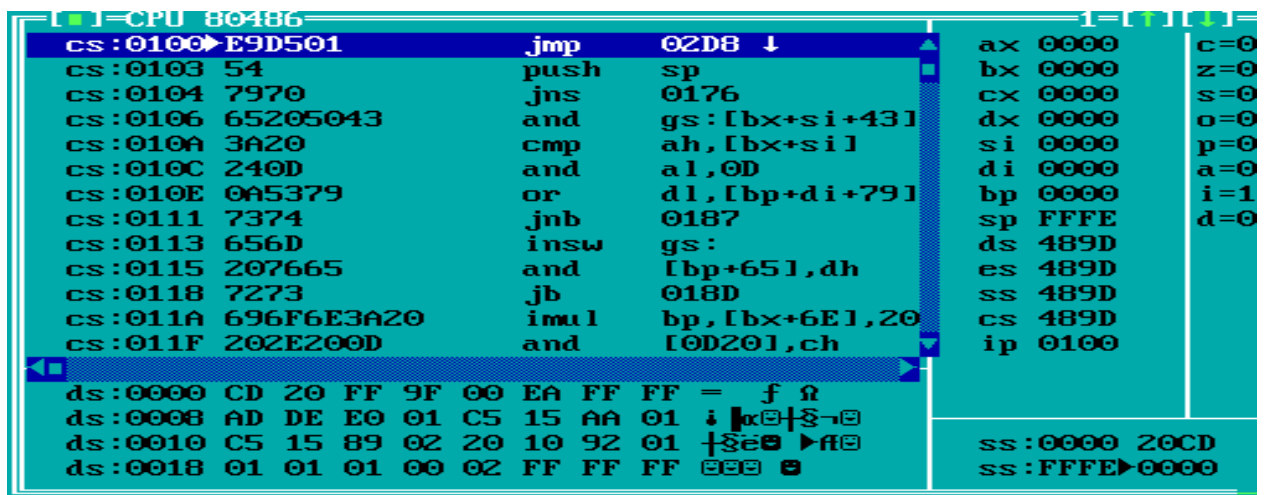 [■]=CPU 80486 1=[↑][↓]=
cs:0100►E9D501 jmp 02D8 ↓ ax 0000 c=0
cs:0103 54 push sp bx 0000 z=0
cs:0104 7970 jns 0176 cx 0000 s=0
cs:0106 65205043 and gs:[bx+si+43] dx 0000 o=0
cs:010A 3A20 cmp ah,[bx+si] si 0000 p=0
cs:010C 240D and al,0D di 0000 a=0
cs:010E 0A5379 or dl,[bp+di+79] bp 0000 i=1
cs:0111 7374 jnb 0187 sp FFFE d=0
cs:0113 656D insw gs: ds 489D
cs:0115 207665 and [bp+65],dh es 489D
cs:0118 7273 jb 018D ss 489D
cs:011A 696F6E3A20 imul bp,[bx+6E],20 cs 489D
cs:011F 202E200D and [0D20],ch ip 0100
ds:0000 CD 20 FF 9F 00 EA FF FF = ƒ Ω
ds:0008 AD DE E0 01 C5 15 AA 01 ¡ ▐α☺┼§¬☺
ds:0010 C5 15 89 02 20 10 92 01 ┼§ë☻ ►Æ☺
ds:0018 01 01 01 00 02 FF FF FF ☺☺☺ ☻
ss:0000 20CD
ss:FFFE►0000